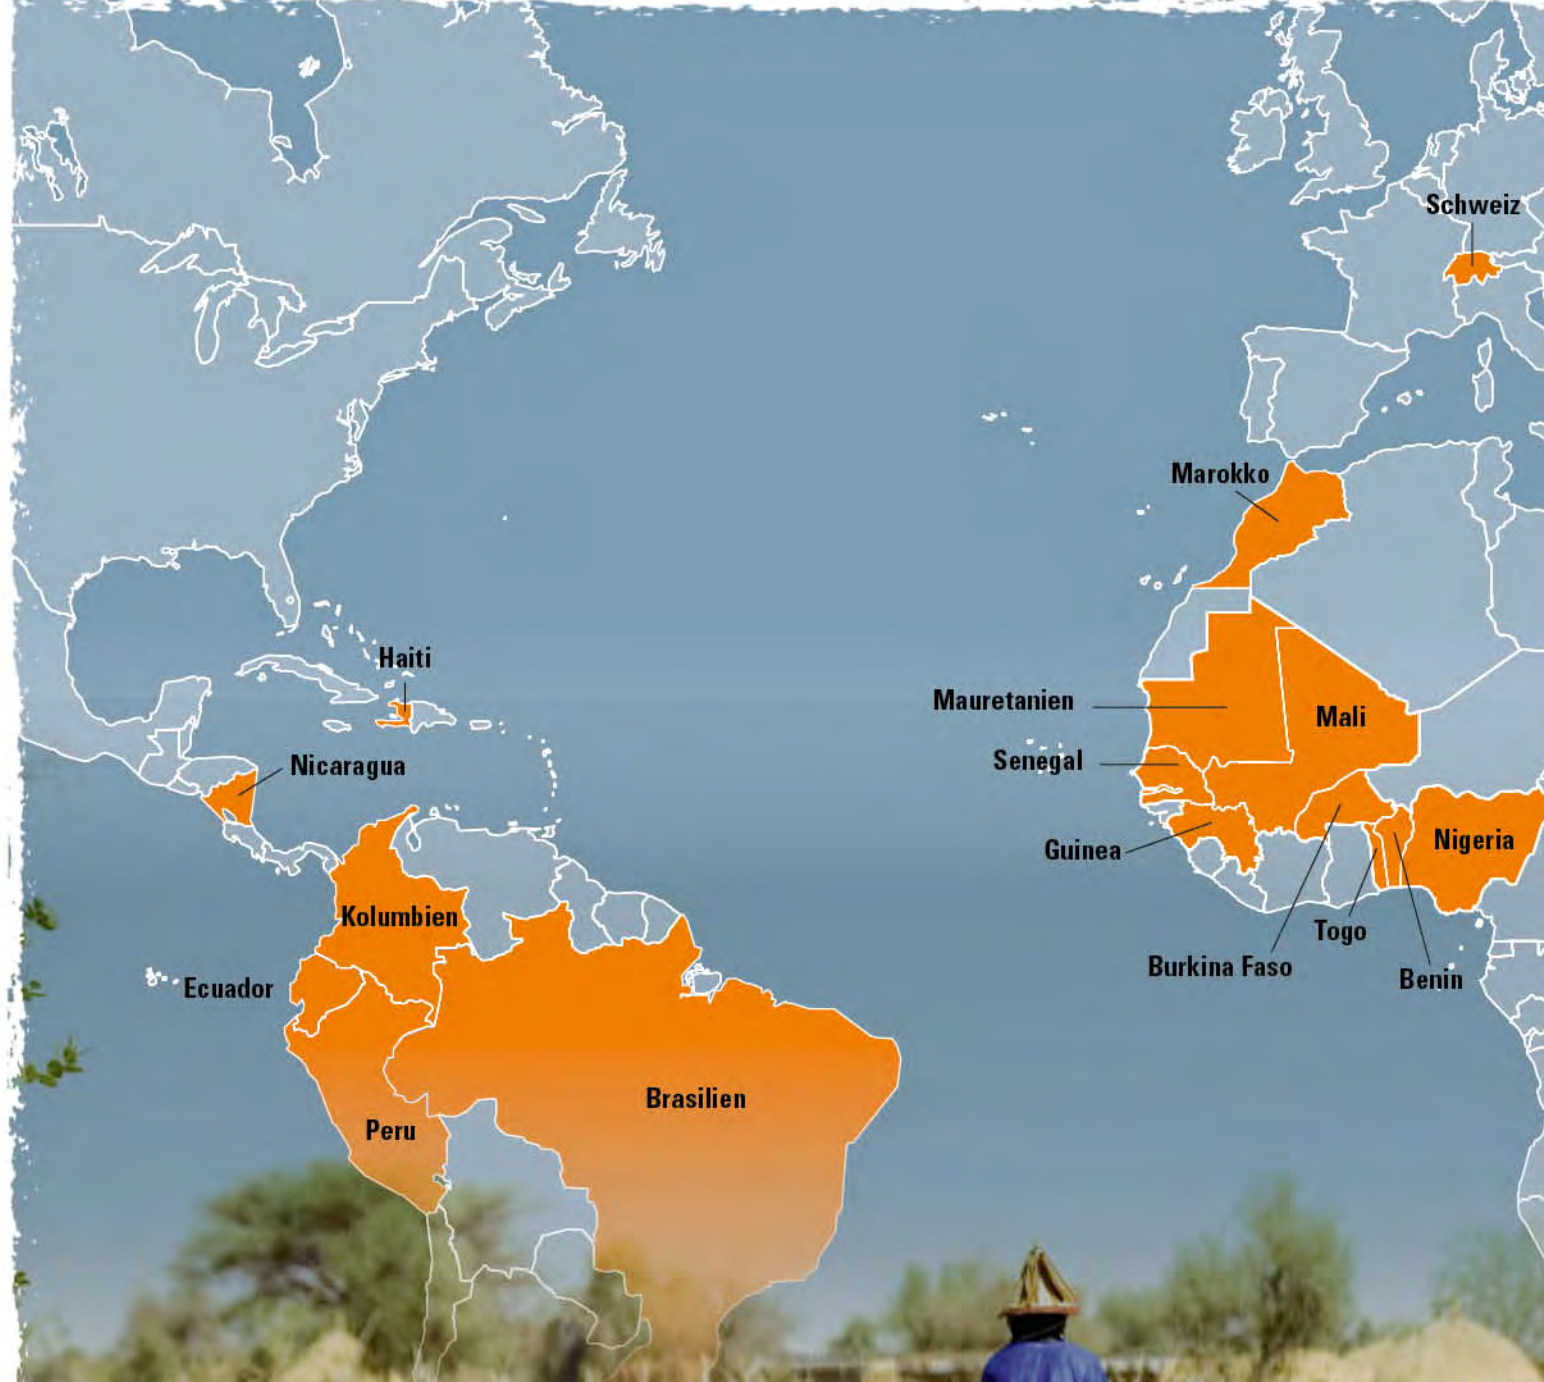 Schweiz
Marokko
Haiti
Mauretanien
Mali
Senegal
Nicaragua
Guinea
Nigeria
Kolumbien
Togo
Burkina Faso
Benin
Ecuador
Brasilien
Peru